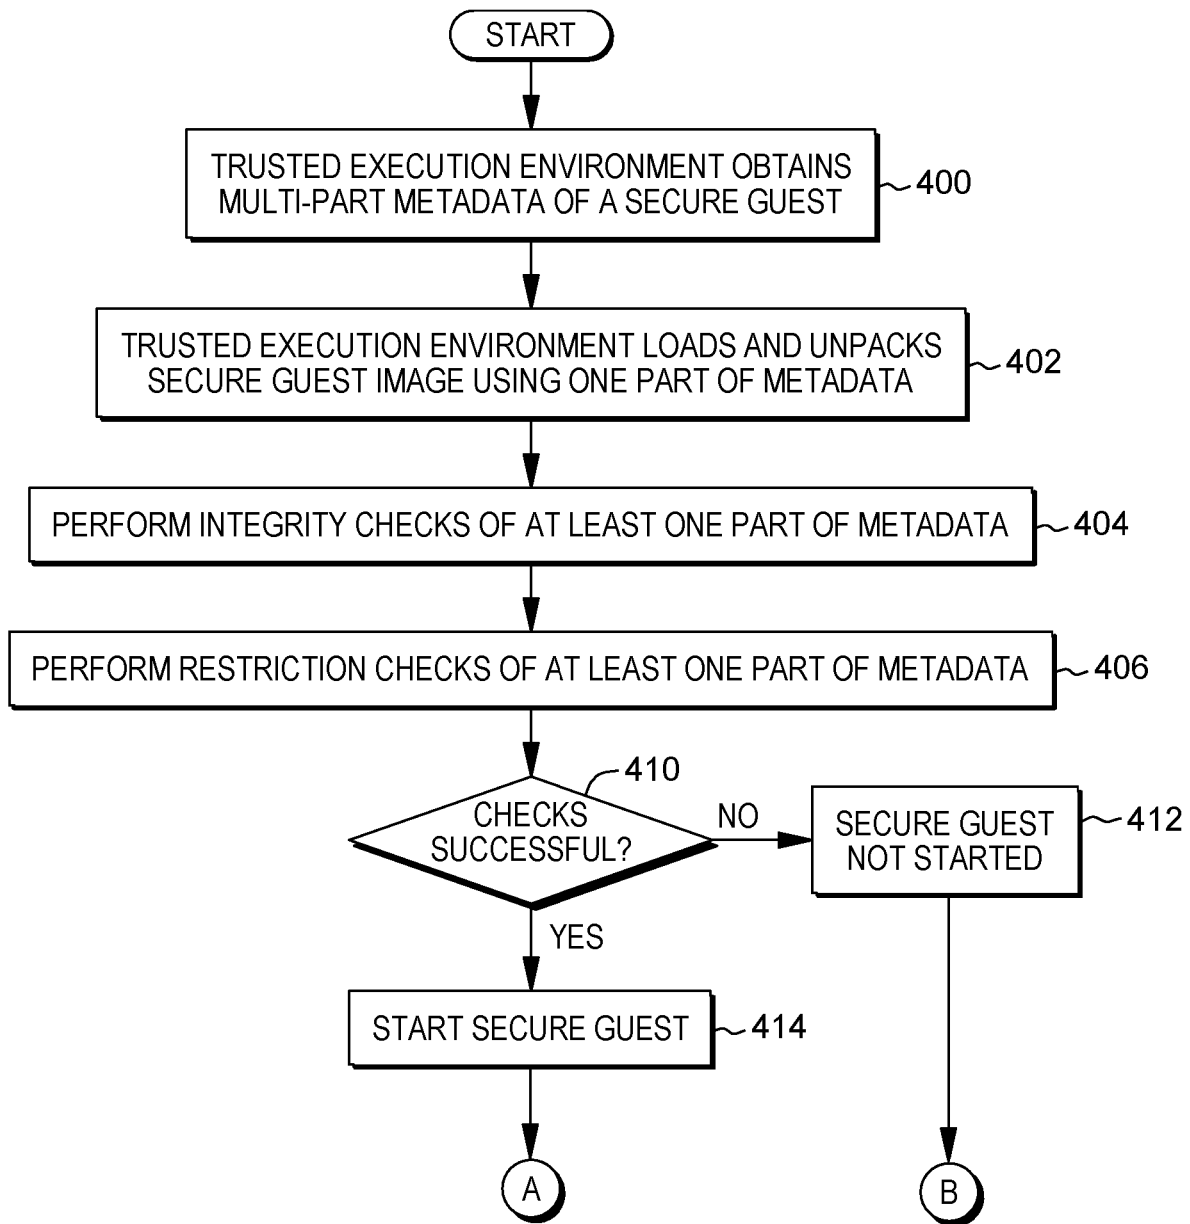 START
TRUSTED EXECUTION ENVIRONMENT OBTAINS
MULTI-PART METADATA OF A SECURE GUEST
400
TRUSTED EXECUTION ENVIRONMENT LOADS AND UNPACKS
SECURE GUEST IMAGE USING ONE PART OF METADATA
402
PERFORM INTEGRITY CHECKS OF AT LEAST ONE PART OF METADATA
404
PERFORM RESTRICTION CHECKS OF AT LEAST ONE PART OF METADATA
406
410
CHECKS
SUCCESSFUL?
NO
SECURE GUEST
NOT STARTED
412
YES
START SECURE GUEST
414
A
B